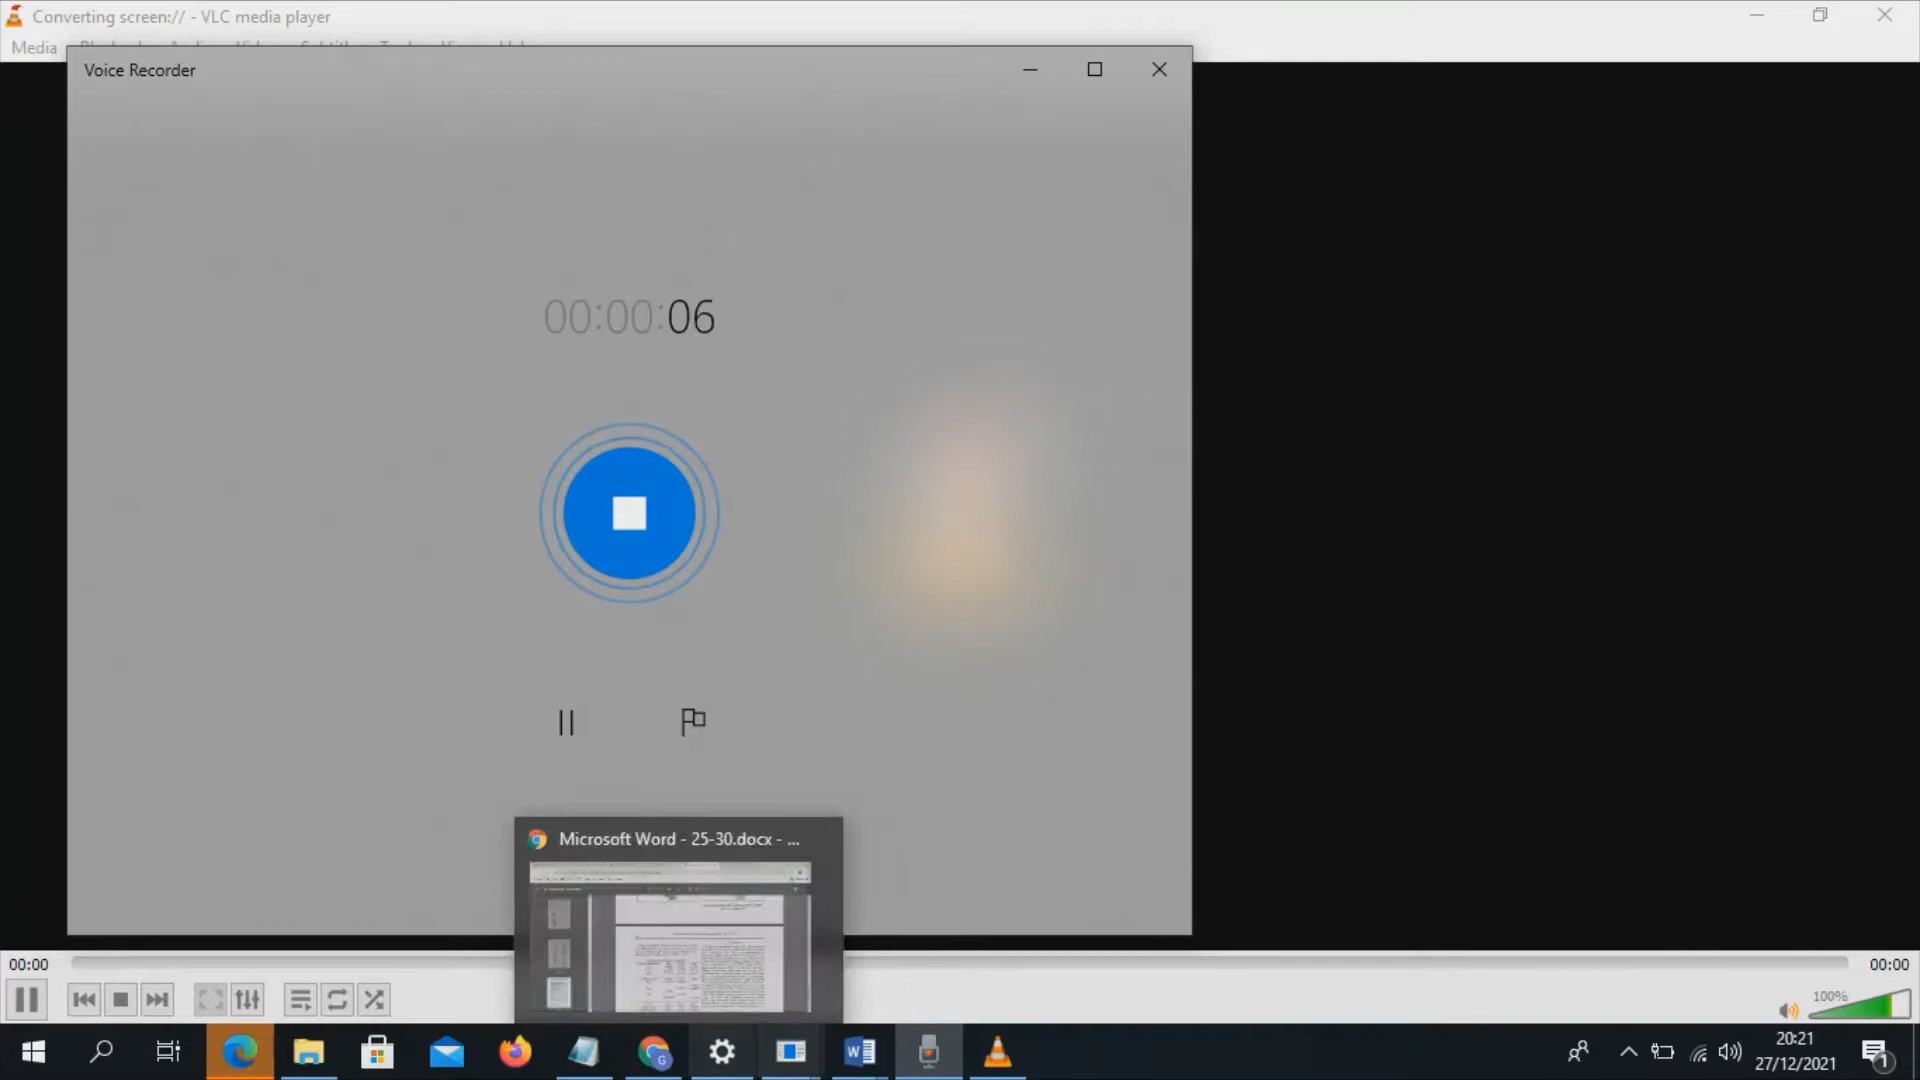 Converting screen:// - VLC media player
Media
Voice Recorder
00:00:06
Microsoft Word - 25-30.docx - ...
00:00
00:00
100%
20:21
27/12/2021
1